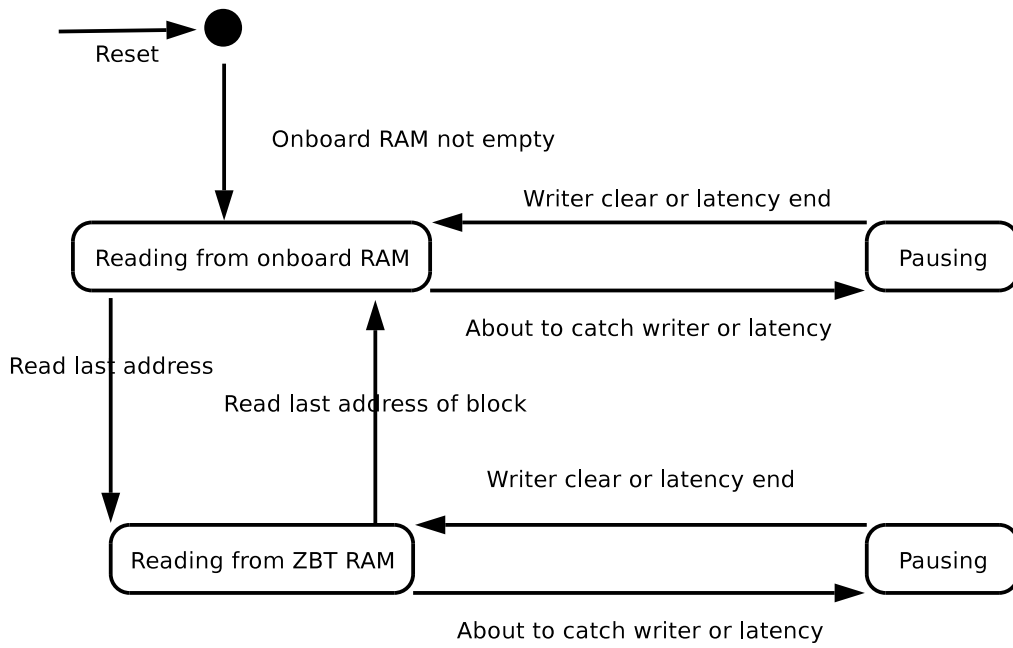 Reset
Onboard RAM not empty
Writer clear or latency end
Reading from onboard RAM
Pausing
About to catch writer or latency
Read last address
Read last address of block
Writer clear or latency end
Reading from ZBT RAM
Pausing
About to catch writer or latency